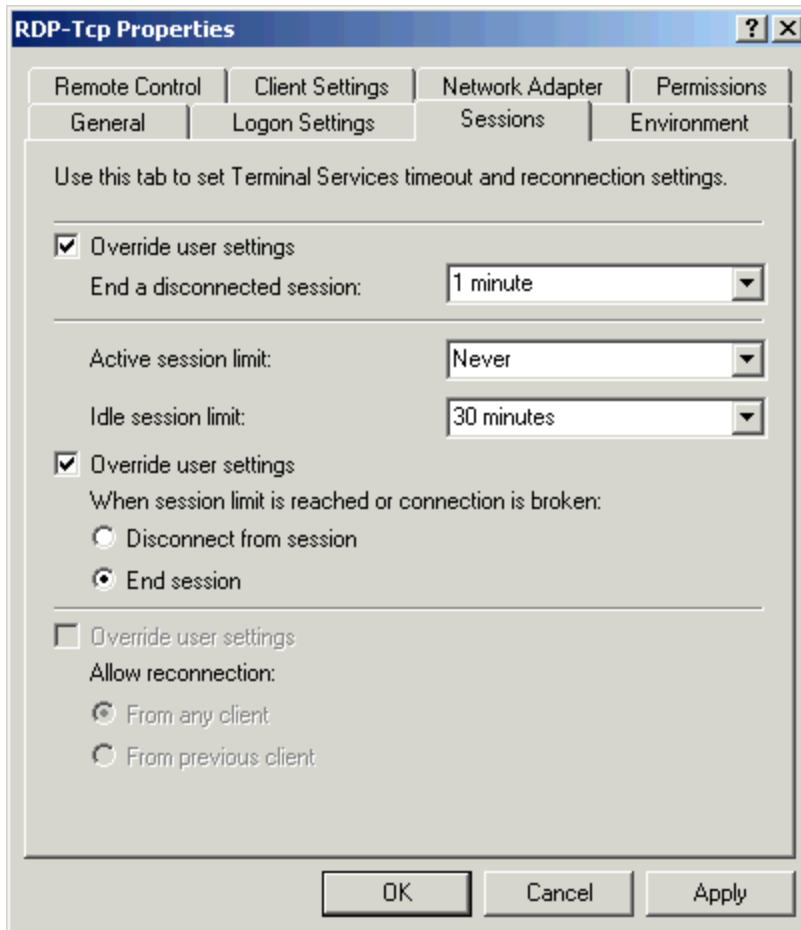 RDP-Tcp Properties
Remote Control Client Settings Network Adapter Permissions
General Logon Settings Sessions Environment
Use this tab to set Terminal Services timeout and reconnection settings.
Override user settings
End a disconnected session: 1 minute
Active session limit: Never
Idle session limit: 30 minutes
Override user settings
When session limit is reached or connection is broken:
Disconnect from session
End session
Override user settings
Allow reconnection:
From any client
From previous client
OK Cancel Apply